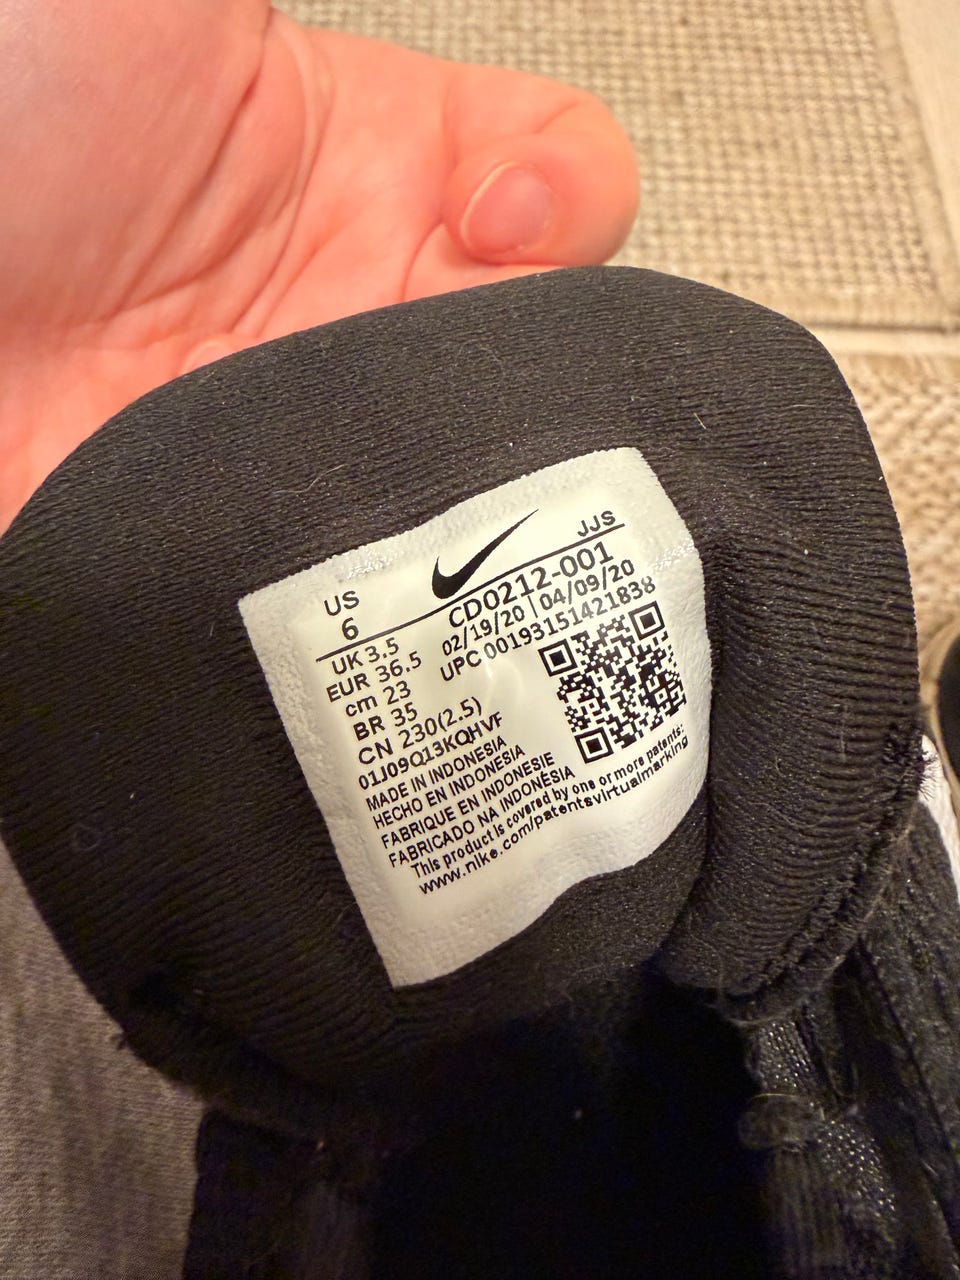 JJS
US
6
CD0212-001
02/19/20 | 04/09/20
UPC 00193151421838
UK 3.5
EUR 36.5
cm 23
BR 35
CN 230(2.5)
01J09Q13KQHVF
MADE IN INDONESIA
HECHO EN INDONESIA
FABRIQUE EN INDONESIE
FABRICADO NA INDONÉSIA
This product is covered by one or more patents:
www.nike.com/patentsvirtualmarking